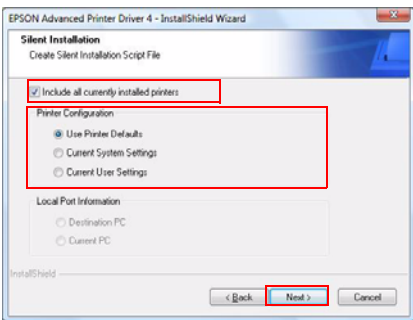 EPSON Advanced Printer Driver 4 - InstallShield Wizard
Silent Installation
Create Silent Installation Script File
Include all currently installed printers
Printer Configuration
Use Printer Defaults
Current System Settings
Current User Settings
Local Port Information
Destination PC
Current PC
InstallShield
< Back Next > Cancel